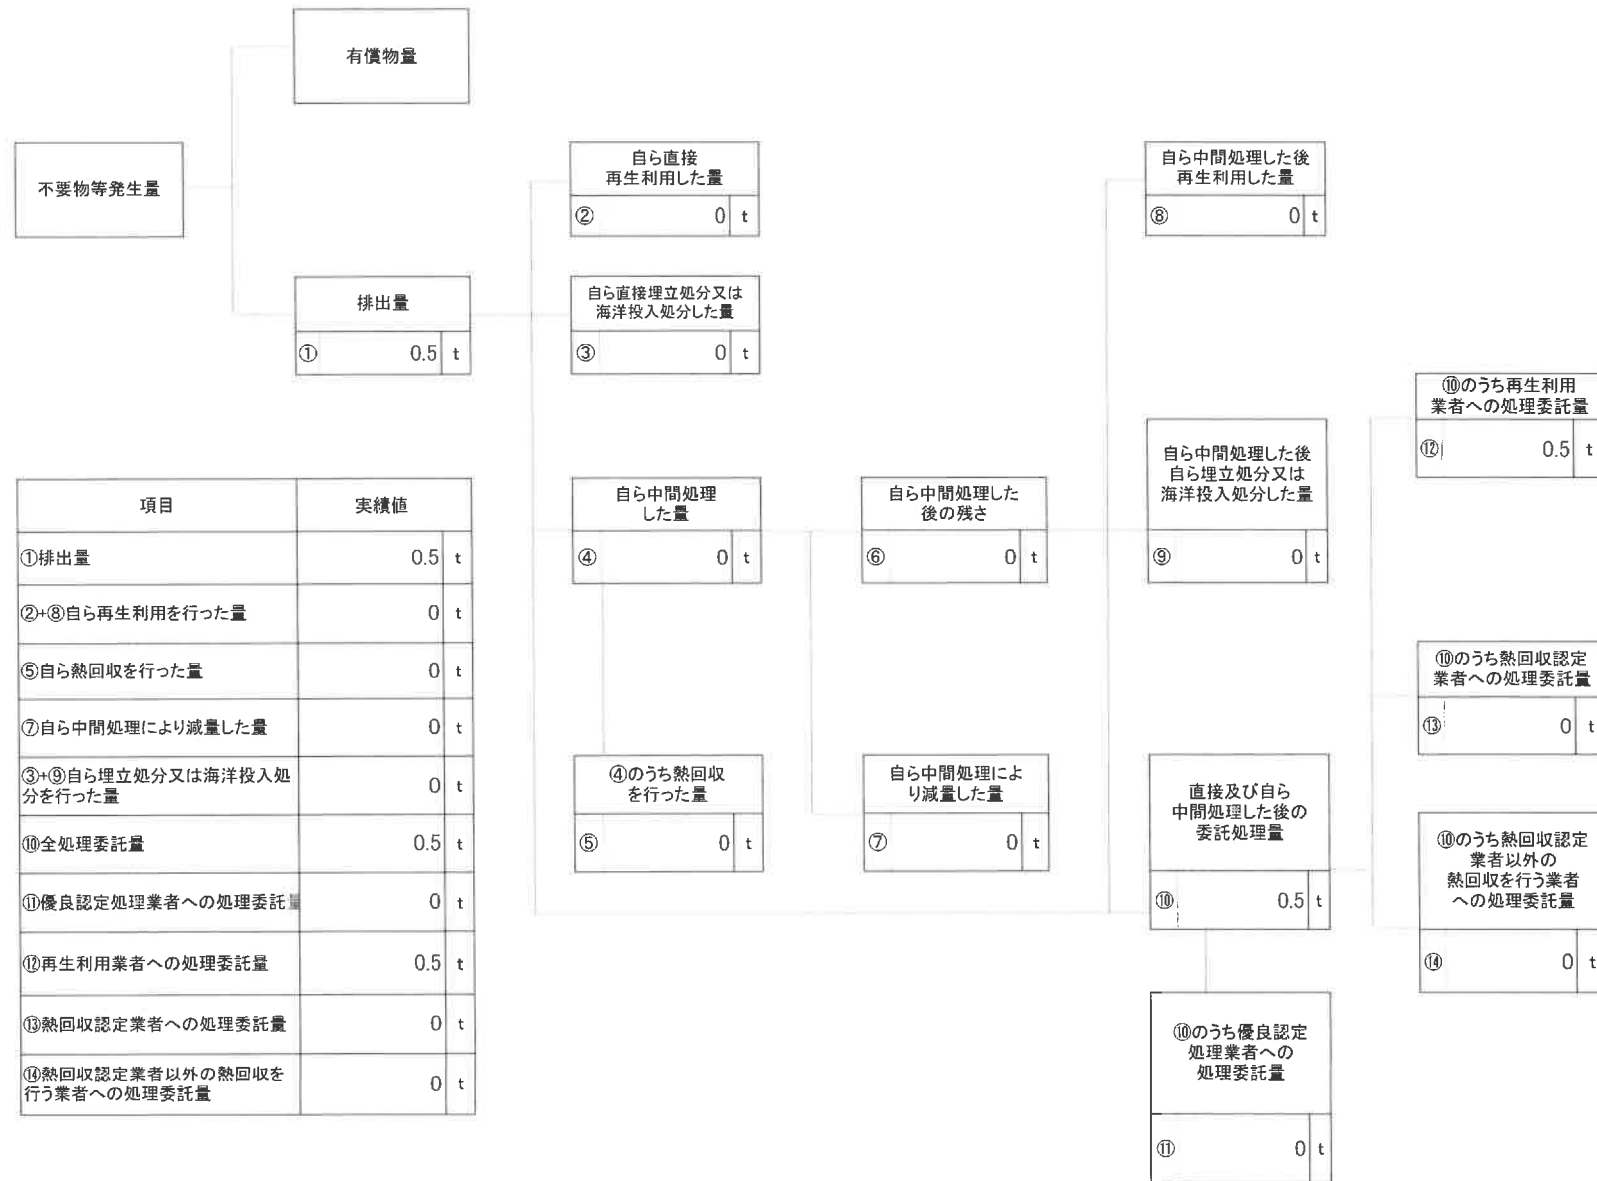 有償物量
不要物等発生量
自ら直接
再生利用した量
② 0 t
自ら中間処理した後
再生利用した量
⑧ 0 t
排出量
① 0.5 t
自ら直接埋立処分又は
海洋投入処分した量
③ 0 t
⑩のうち再生利用
業者への処理委託量
⑫ 0.5 t
自ら中間処理
した量
④ 0 t
自ら中間処理した
後の残さ
⑥ 0 t
自ら中間処理した後
自ら埋立処分又は
海洋投入処分した量
⑨ 0 t
⑩のうち熱回収認定
業者への処理委託量
⑬ 0 t
④のうち熱回収
を行った量
⑤ 0 t
自ら中間処理によ
り減量した量
⑦ 0 t
直接及び自ら
中間処理した後の
委託処理量
⑩ 0.5 t
⑩のうち熱回収認定
業者以外の
熱回収を行う業者
への処理委託量
⑭ 0 t
⑩のうち優良認定
処理業者への
処理委託量
⑪ 0 t
項目 実績値
①排出量 0.5 t
②+⑧自ら再生利用を行った量 0 t
⑤自ら熱回収を行った量 0 t
⑦自ら中間処理により減量した量 0 t
③+⑨自ら埋立処分又は海洋投入処
分を行った量 0 t
⑩全処理委託量 0.5 t
⑪優良認定処理業者への処理委託量 0 t
⑫再生利用業者への処理委託量 0.5 t
⑬熱回収認定業者への処理委託量 0 t
⑭熱回収認定業者以外の熱回収を
行う業者への処理委託量 0 t